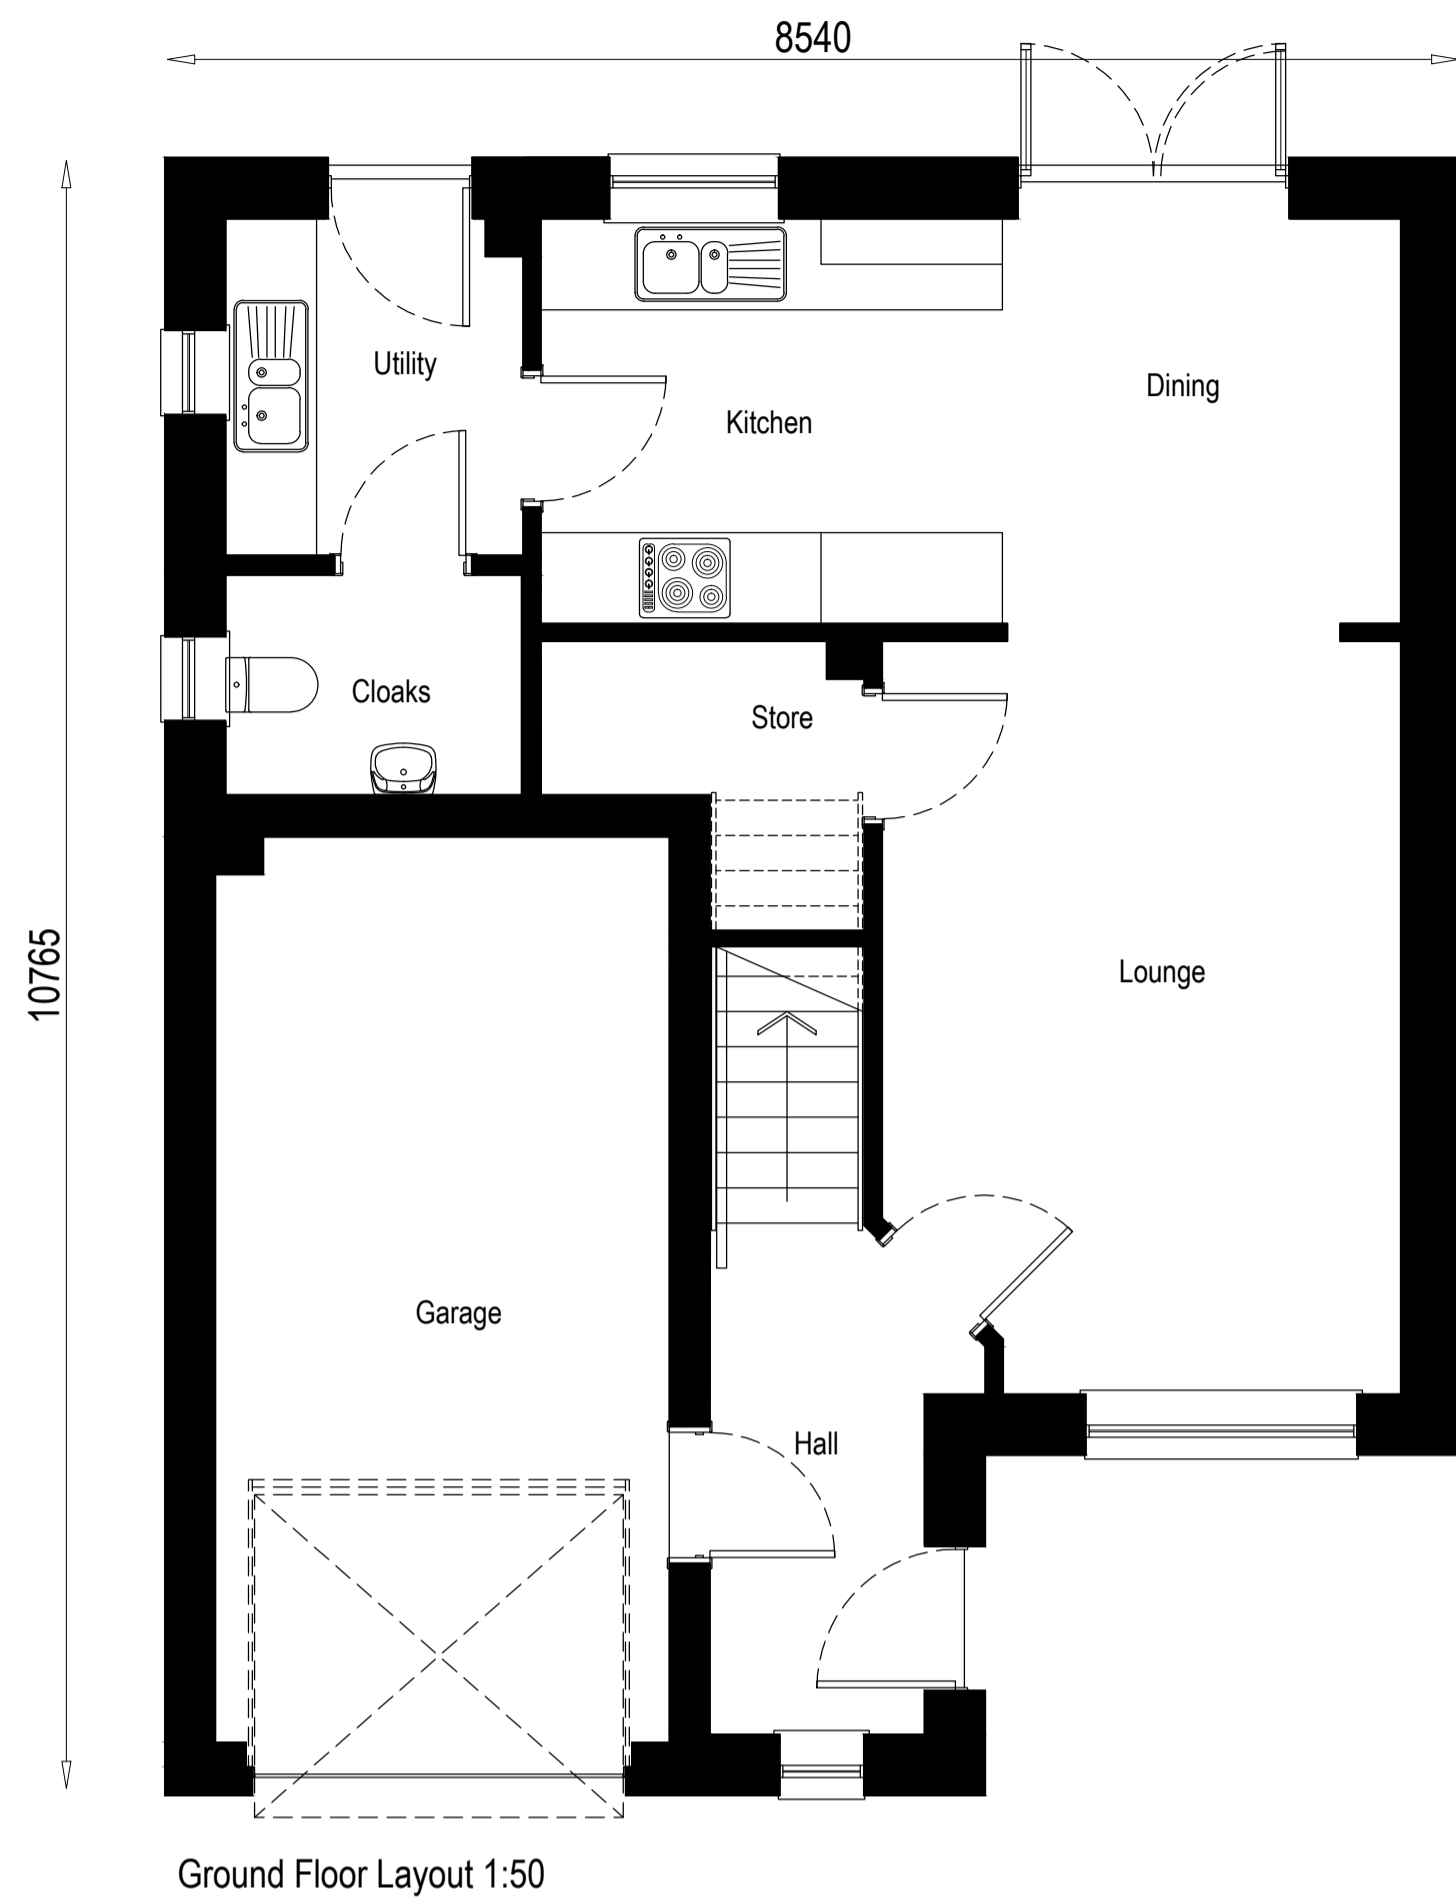 8540
Utility
Dining
Kitchen
Cloaks
Store
10765
Lounge
Garage
Hall
Ground Floor Layout 1:50